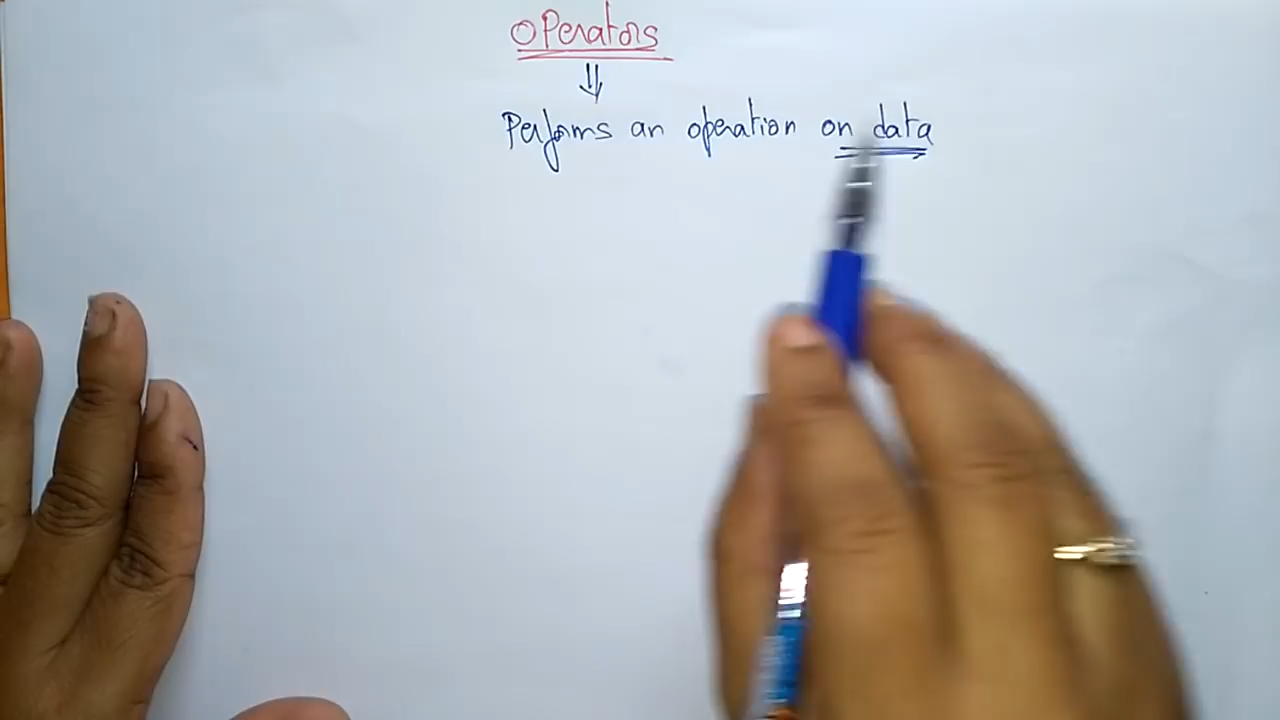 OPerators
⇓
Performs an operation on data